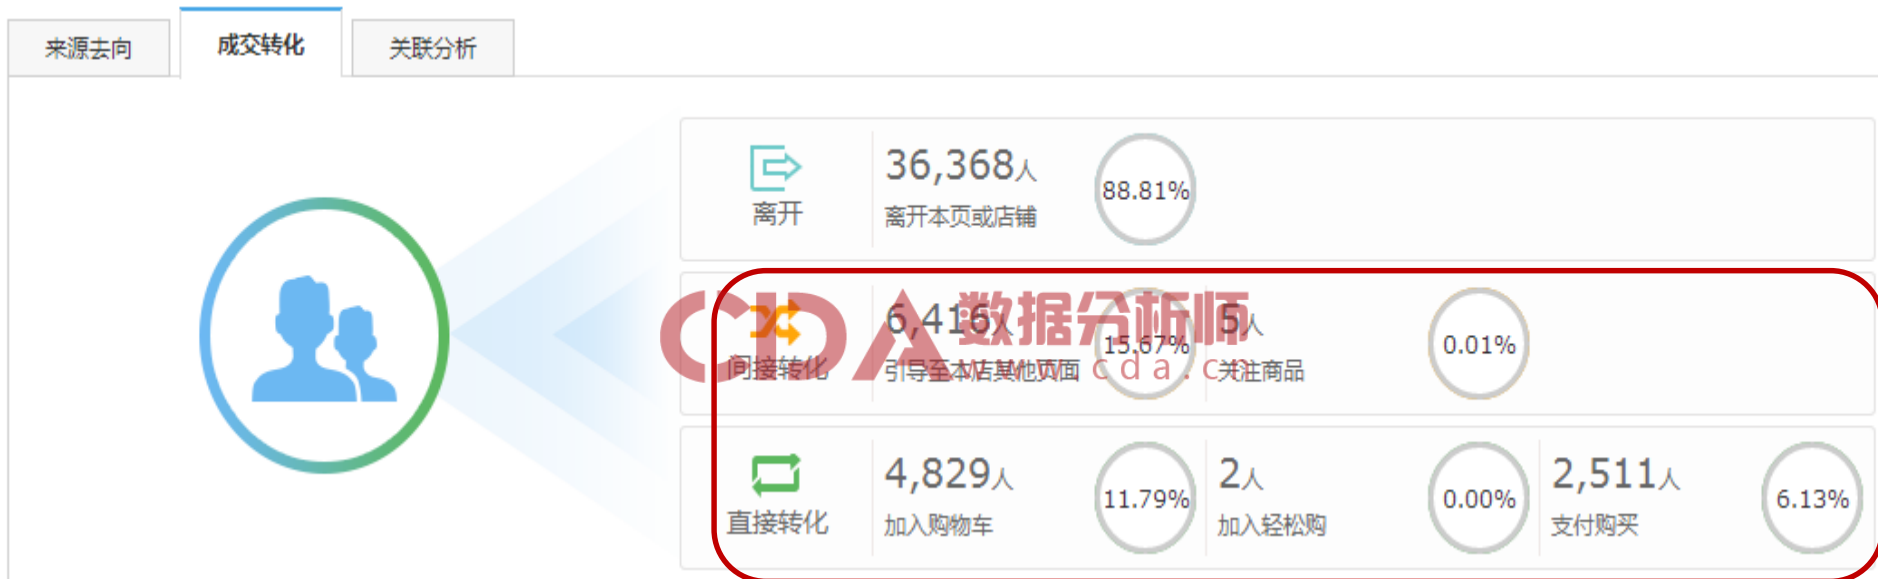 来源去向
成交转化
关联分析
离开
36,368人
离开本页或店铺
88.81%
间接转化
6,416人
引导至本店其他页面
15.67%
5人
关注商品
0.01%
CDA 数据分析师
www.cda.cn
直接转化
4,829人
加入购物车
11.79%
2人
加入轻松购
0.00%
2,511人
支付购买
6.13%